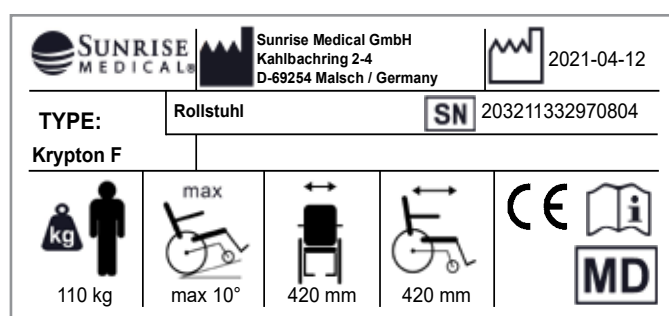 SUNRISE
MEDICAL®
Sunrise Medical GmbH
Kahlbachring 2-4
D-69254 Malsch / Germany
2021-04-12
TYPE:
Rollstuhl
SN 203211332970804
Krypton F
kg
110 kg
max
max 10°
420 mm
420 mm
CE
i
MD